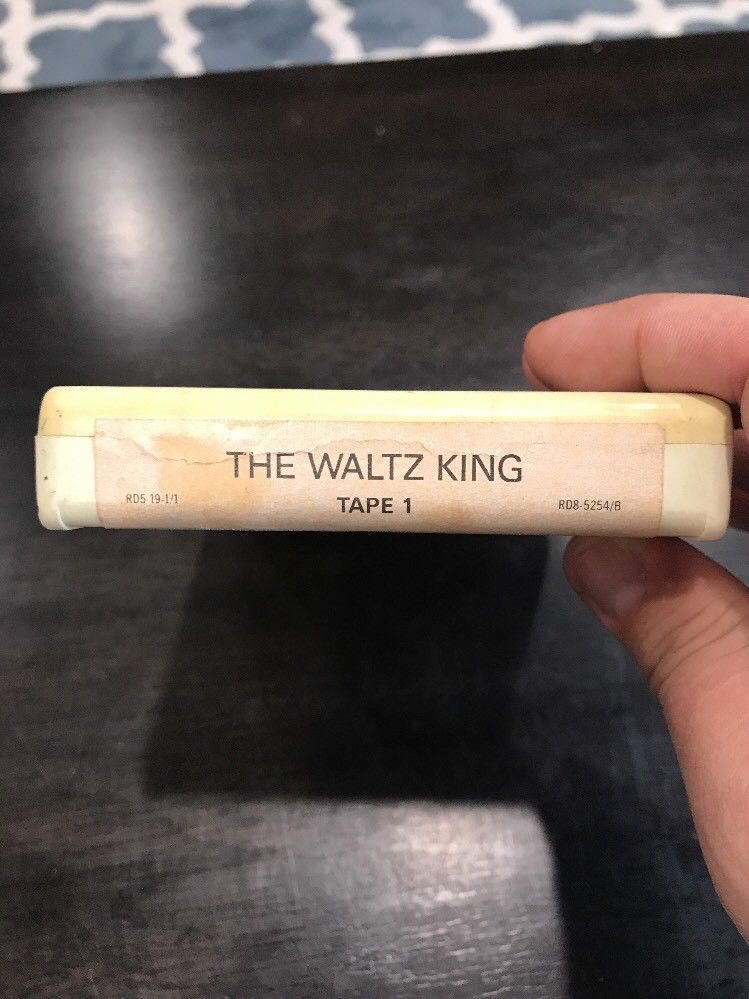 THE WALTZ KING
RD5 19-1/1 TAPE 1 RD8-5254/B